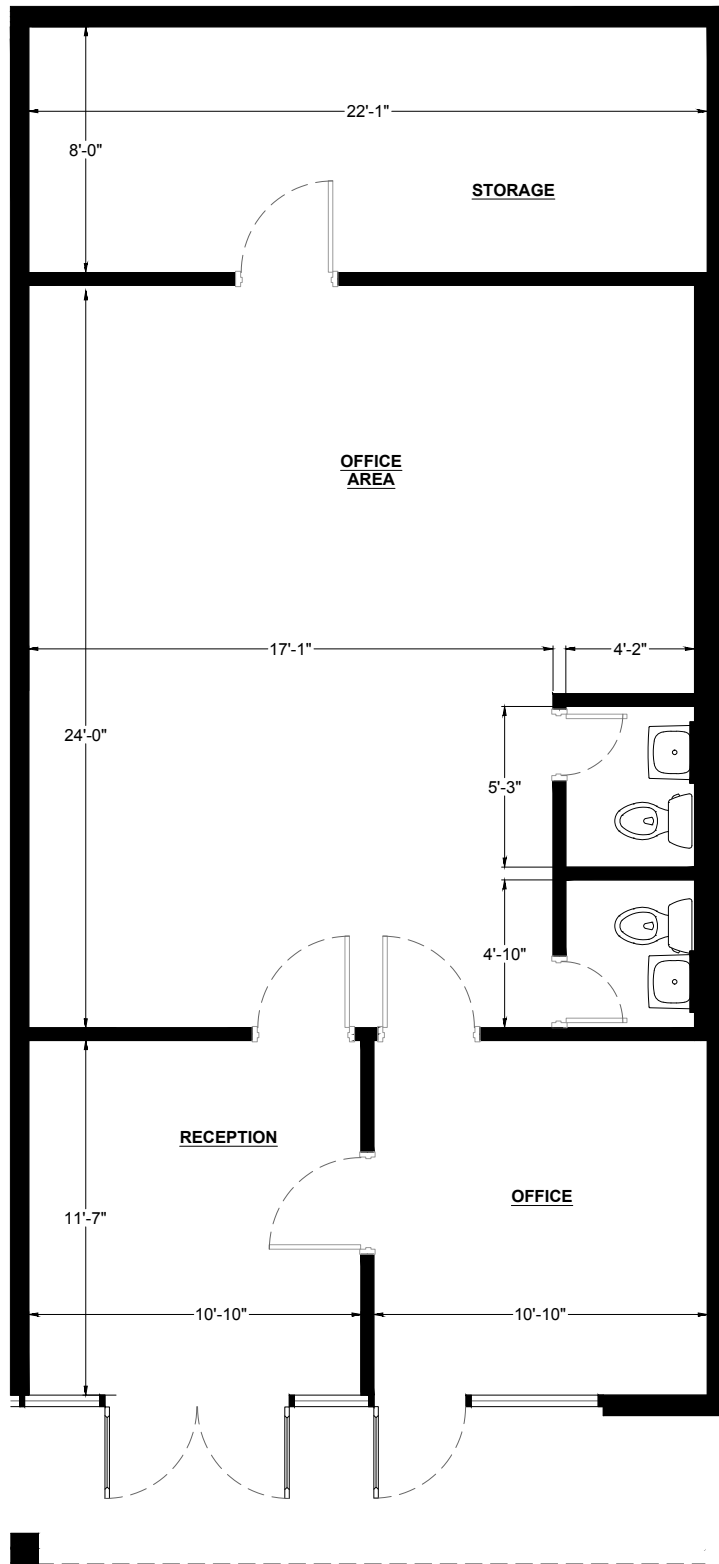 22'-1"
8'-0"
STORAGE
OFFICE
AREA
17'-1"
4'-2"
24'-0"
5'-3"
4'-10"
RECEPTION
OFFICE
11'-7"
10'-10"
10'-10"